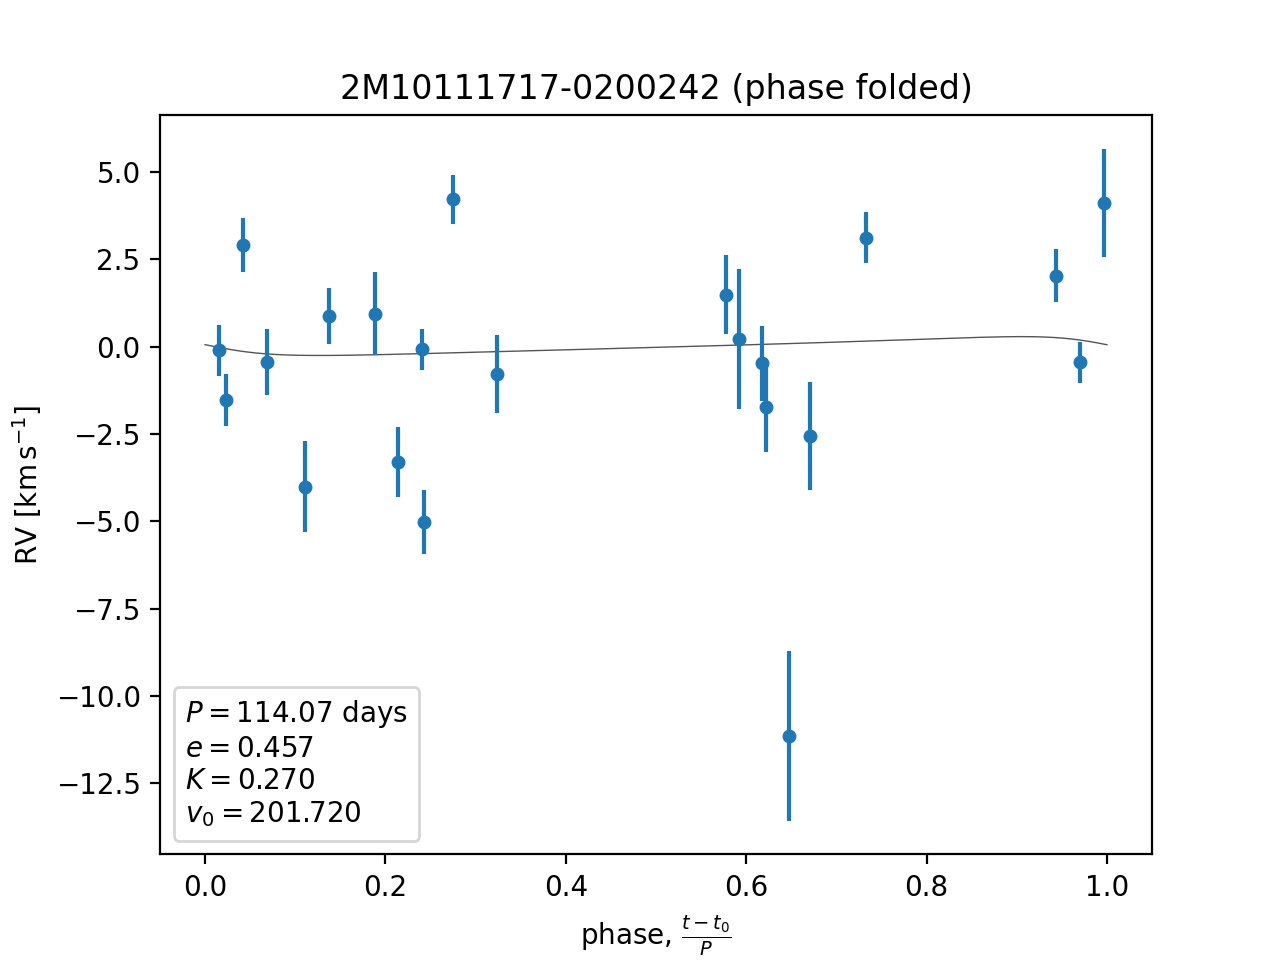 2M10111717-0200242 (phase folded)
RV [km s⁻¹]
5.0
2.5
0.0
−2.5
−5.0
−7.5
−10.0
−12.5
P = 114.07 days
e = 0.457
K = 0.270
v₀ = 201.720
0.0 0.2 0.4 0.6 0.8 1.0
phase, (t − t₀)/P